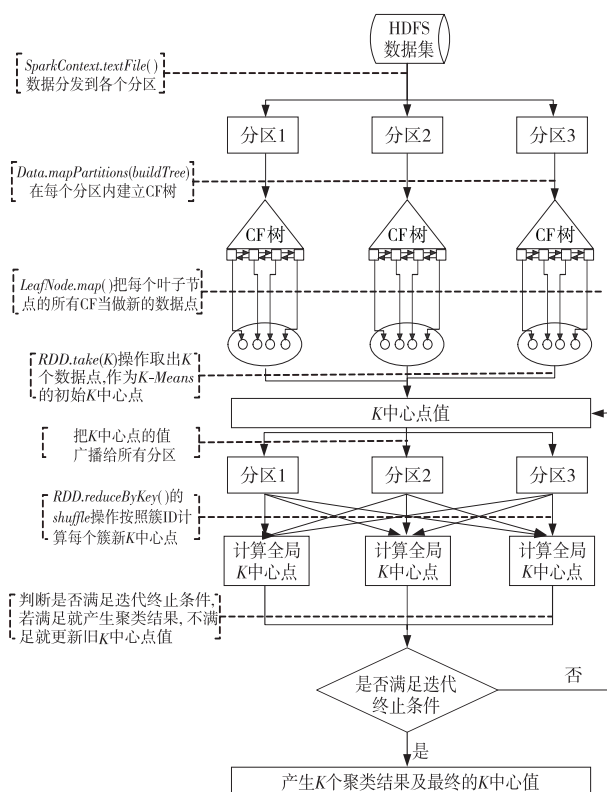 HDFS
数据集
SparkContext.textFile()
数据分发到各个分区
分区1
分区2
分区3
Data.mapPartitions(buildTree)
在每个分区内建立CF树
CF树
CF树
CF树
LeafNode.map()把每个叶子节
点的所有CF当做新的数据点
RDD.take(K)操作取出K
个数据点,作为K-Means
的初始K中心点
K中心点值
把K中心点的值
广播给所有分区
分区1
分区2
分区3
RDD.reduceByKey()的
shuffle操作按照簇ID计
算每个簇新K中心点
计算全局
K中心点
计算全局
K中心点
计算全局
K中心点
判断是否满足迭代终止条件,
若满足就产生聚类结果, 不满
足就更新旧K中心点值
是否满足迭代
终止条件
否
是
产生K个聚类结果及最终的K中心值